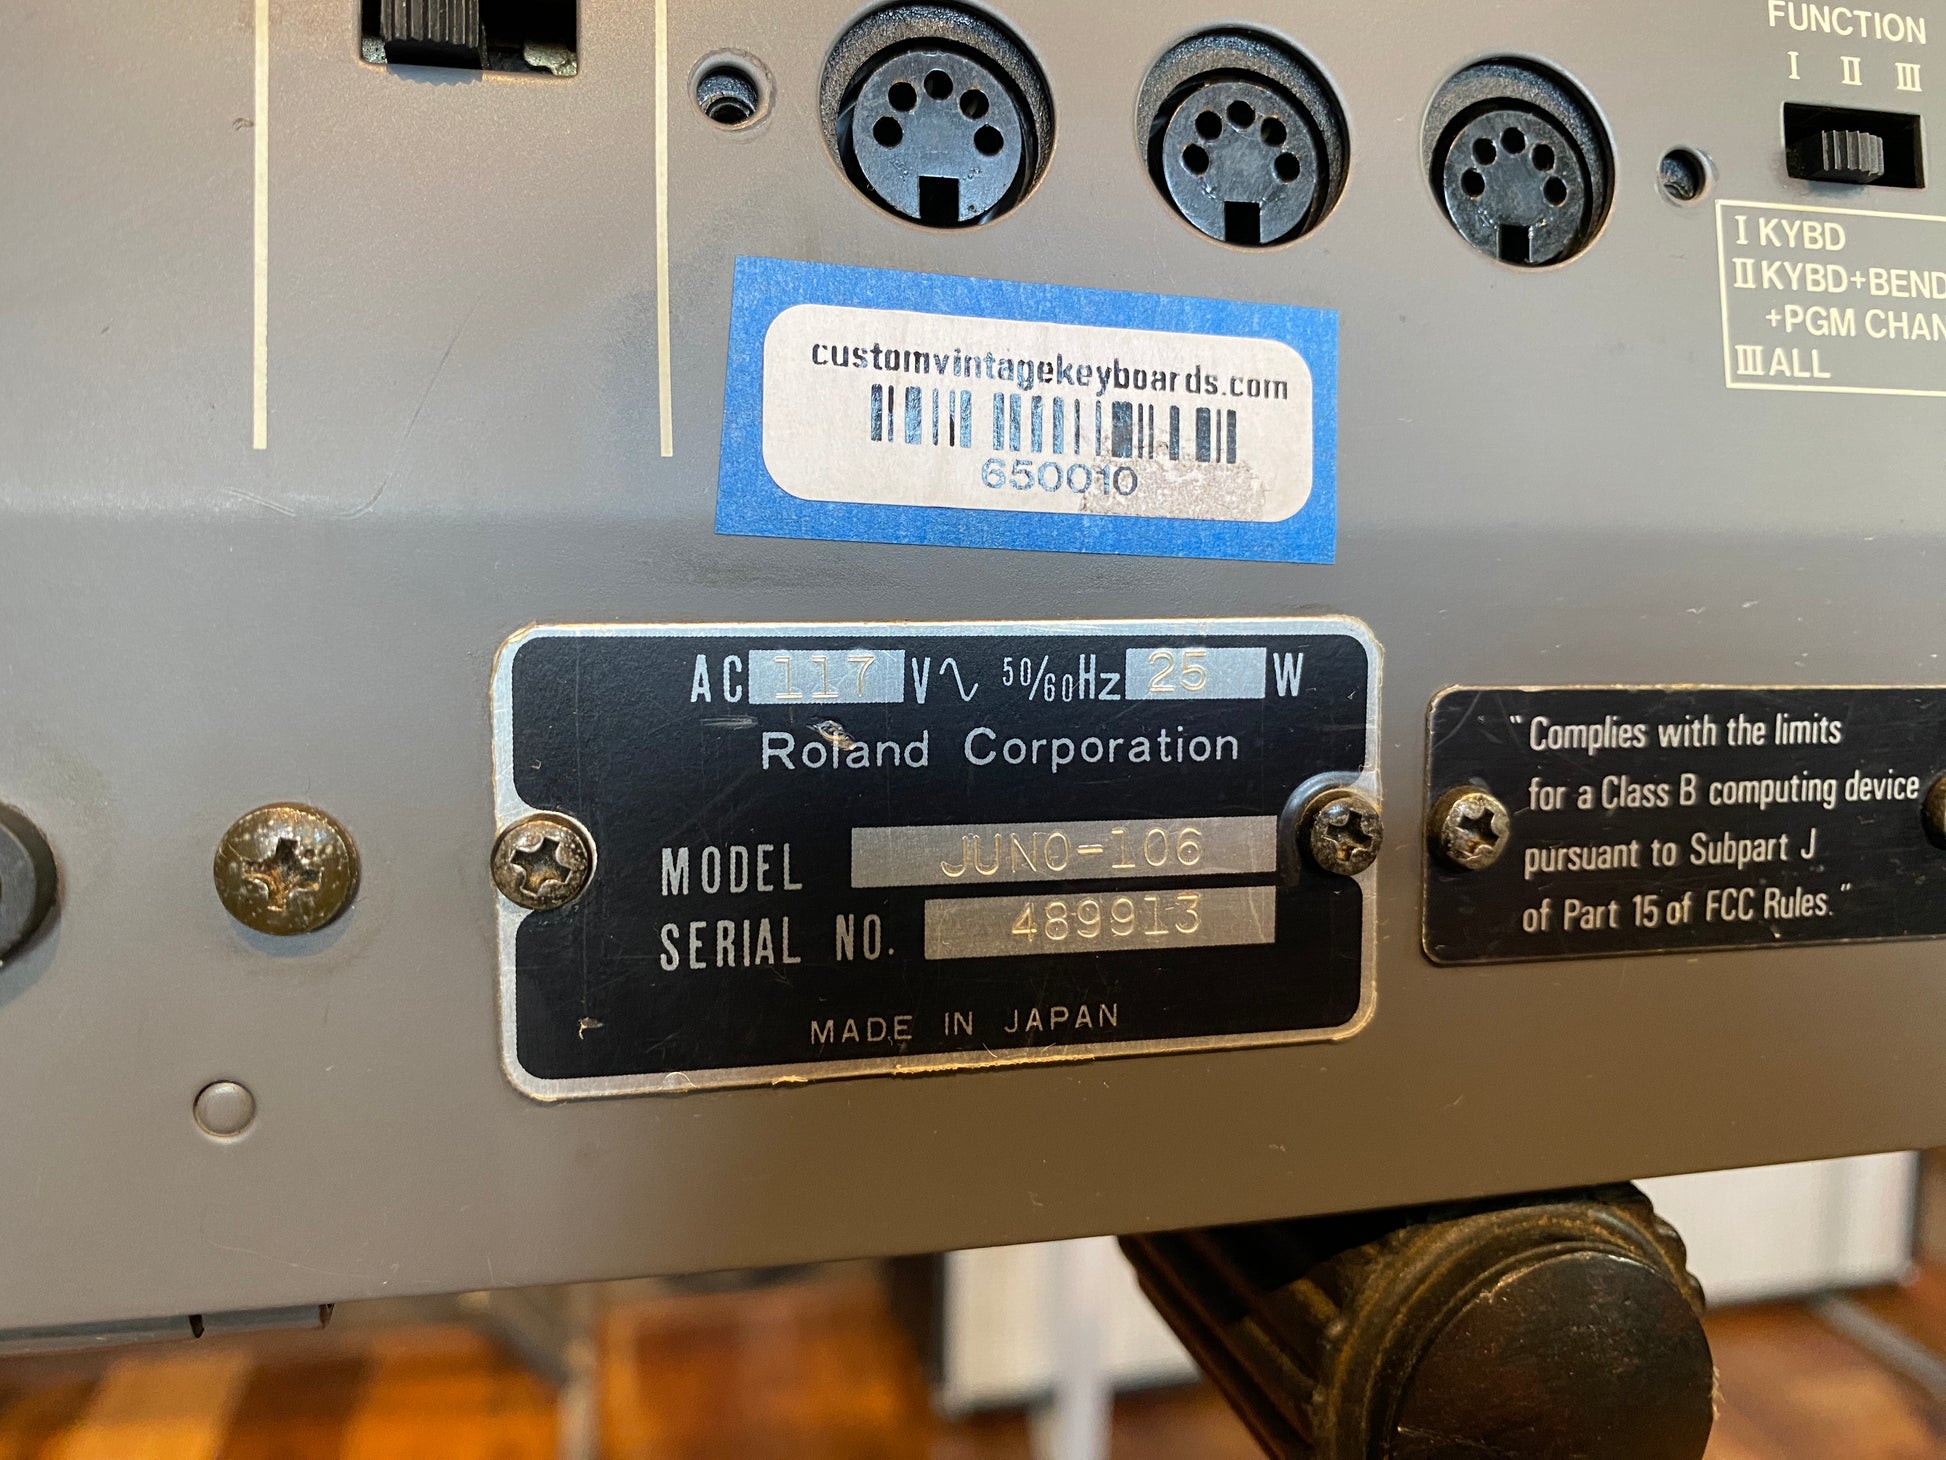 FUNCTION
I II III
I KYBD
II KYBD+BEND
+PGM CHAN
III ALL
customvintagekeyboards.com
650010
AC 117 V∿ 50/60Hz 25 W
Roland Corporation
MODEL JUNO-106
SERIAL NO. 489913
MADE IN JAPAN
"Complies with the limits
for a Class B computing device
pursuant to Subpart J
of Part 15 of FCC Rules."